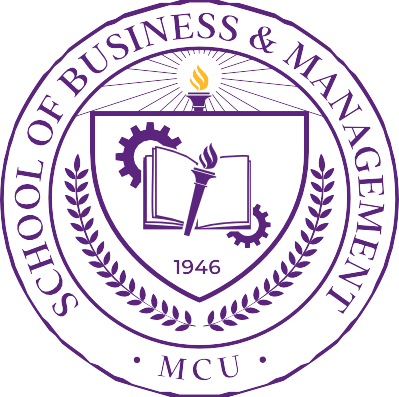 SCHOOL OF BUSINESS & MANAGEMENT
1946
• MCU •